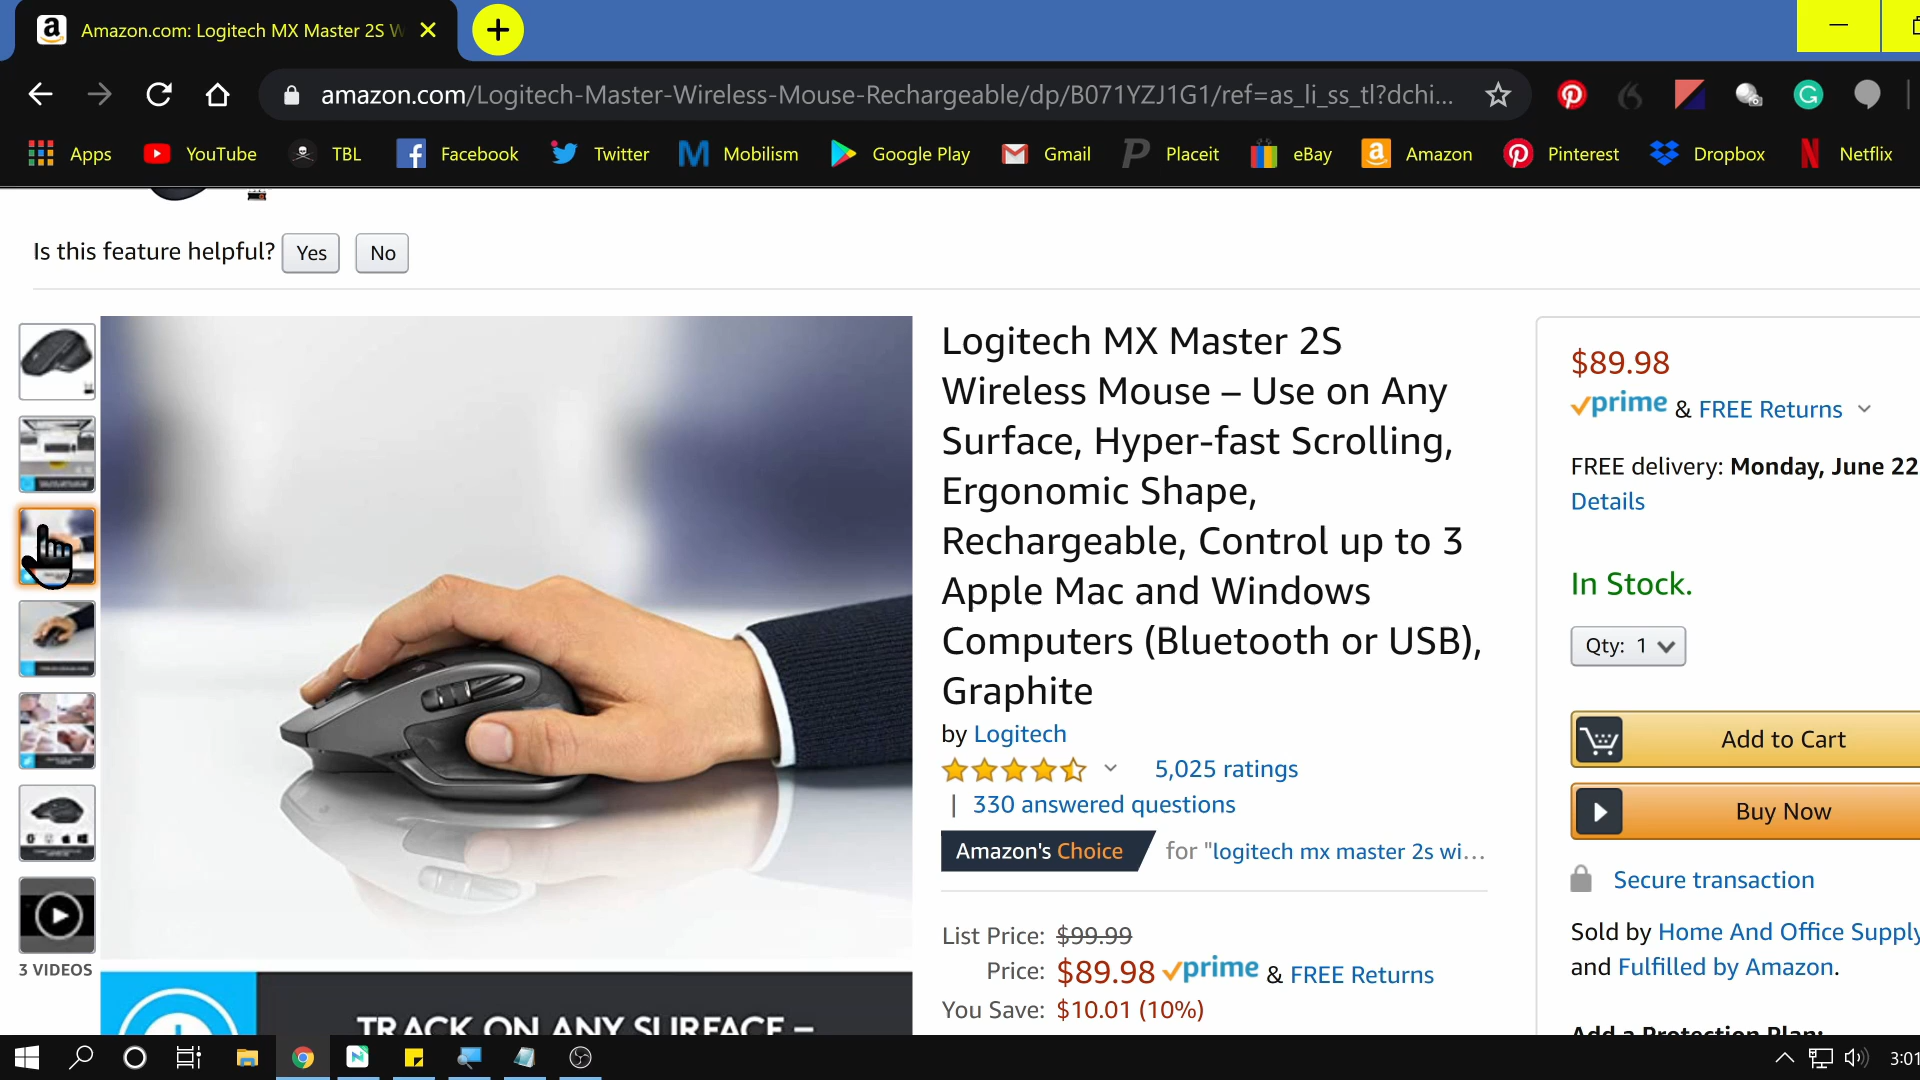 Amazon.com: Logitech MX Master 2S W
amazon.com/Logitech-Master-Wireless-Mouse-Rechargeable/dp/B071YZJ1G1/ref=as_li_ss_tl?dchi...
Apps YouTube TBL Facebook Twitter Mobilism Google Play Gmail Placeit eBay Amazon Pinterest Dropbox Netflix
Is this feature helpful? Yes No
Logitech MX Master 2S
Wireless Mouse – Use on Any
Surface, Hyper-fast Scrolling,
Ergonomic Shape,
Rechargeable, Control up to 3
Apple Mac and Windows
Computers (Bluetooth or USB),
Graphite
by Logitech
5,025 ratings
| 330 answered questions
Amazon's Choice for "logitech mx master 2s wi...
List Price: $99.99
Price: $89.98 prime & FREE Returns
You Save: $10.01 (10%)
$89.98
prime & FREE Returns
FREE delivery: Monday, June 22
Details
In Stock.
Qty: 1
Add to Cart
Buy Now
Secure transaction
Sold by Home And Office Supply
and Fulfilled by Amazon.
Add a Protection Plan:
3 VIDEOS
TRACK ON ANY SURFACE –
3:01